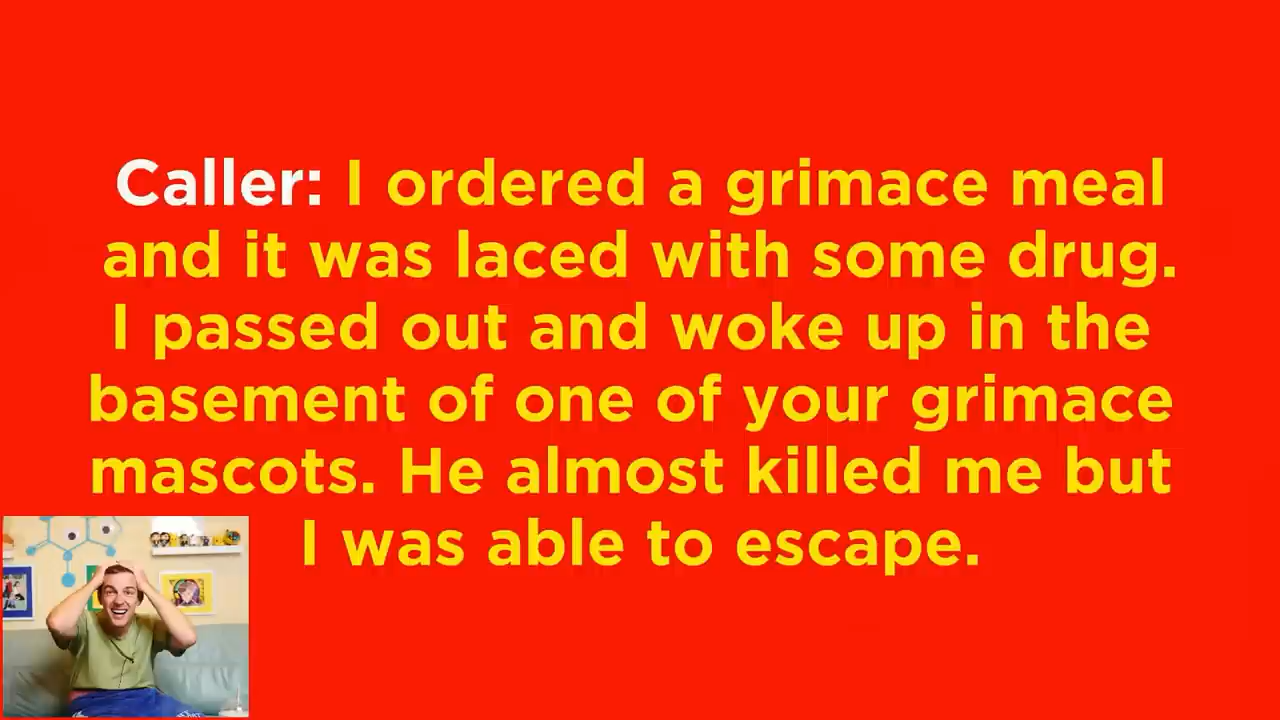 Caller: I ordered a grimace meal
and it was laced with some drug.
I passed out and woke up in the
basement of one of your grimace
mascots. He almost killed me but
I was able to escape.